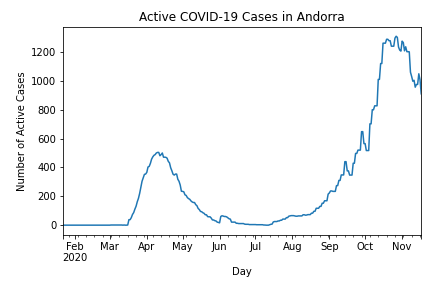 Active COVID-19 Cases in Andorra
Number of Active Cases
1200
1000
800
600
400
200
0
Feb Mar Apr May Jun Jul Aug Sep Oct Nov
2020
Day